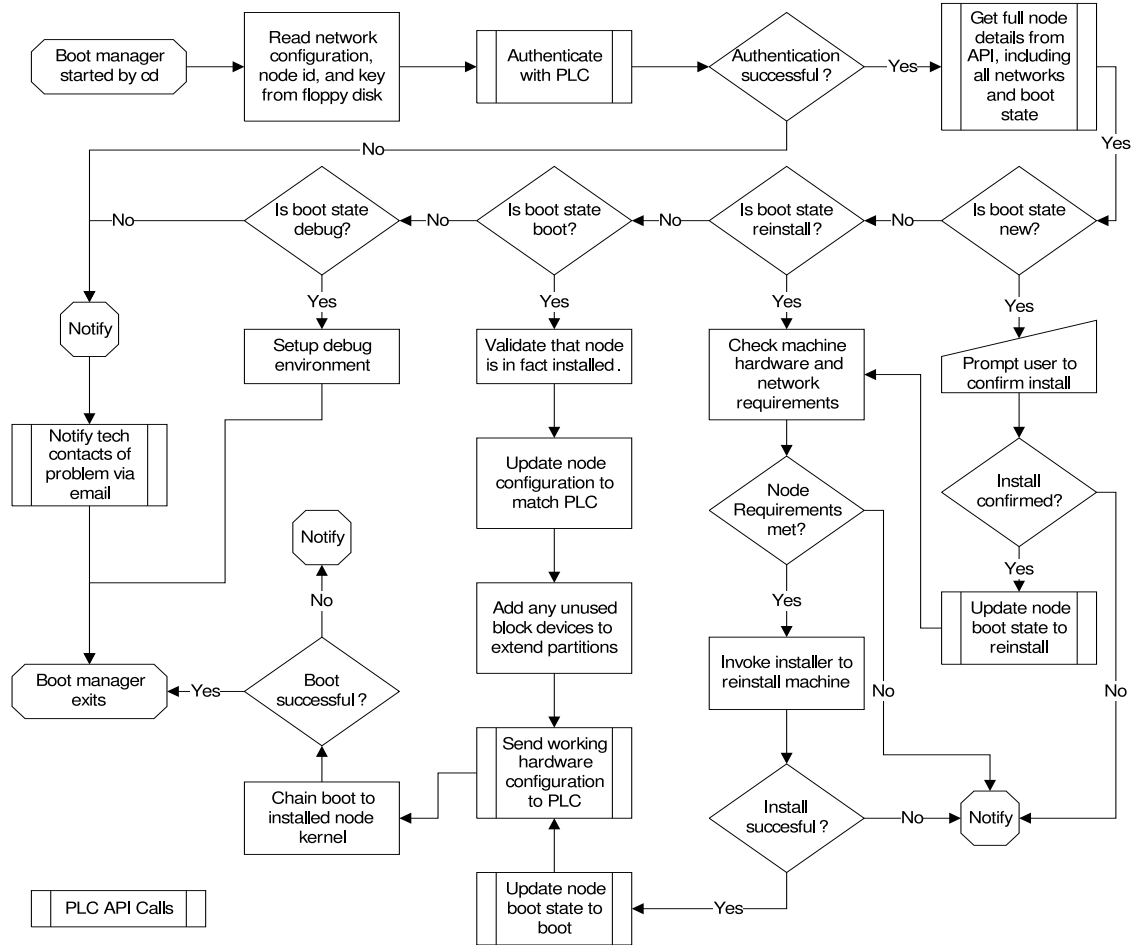 Boot manager
started by cd
Read network
configuration,
node id, and key
from floppy disk
Authenticate
with PLC
Authentication
successful ?
Yes
Get full node
details from
API, including
all networks
and boot
state
Yes
No
Is boot state
debug?
Is boot state
boot?
Is boot state
reinstall?
Is boot state
new?
No
No
No
No
Yes
Yes
Yes
Yes
Notify
Setup debug
environment
Validate that node
is in fact installed .
Check machine
hardware and
network
requirements
Prompt user to
confirm install
Notify tech
contacts of
problem via
email
Update node
configuration to
match PLC
Node
Requirements
met?
Install
confirmed?
Notify
No
Yes
Yes
Add any unused
block devices to
extend partitions
Update node
boot state to
reinstall
Boot manager
exits
Yes
Boot
successful ?
Invoke installer to
reinstall machine
No
No
Send working
hardware
configuration
to PLC
Chain boot to
installed node
kernel
Install
succesful ?
No
Notify
PLC API Calls
Update node
boot state to
boot
Yes